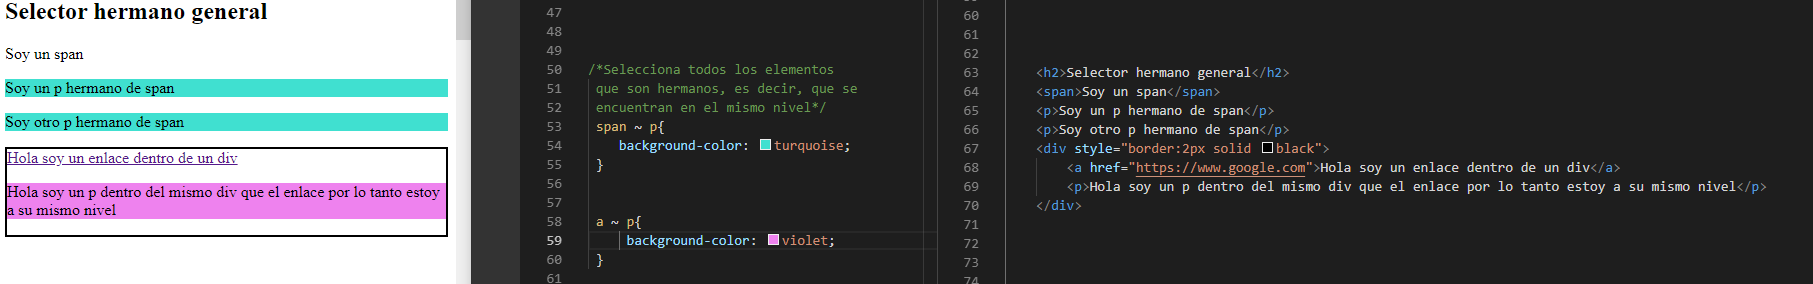 Selector hermano general
Soy un span
Soy un p hermano de span
Soy otro p hermano de span
Hola soy un enlace dentro de un div
Hola soy un p dentro del mismo div que el enlace por lo tanto estoy
a su mismo nivel
47
48
49
50 /*Selecciona todos los elementos
51 que son hermanos, es decir, que se
52 encuentran en el mismo nivel*/
53 span ~ p{
54 background-color: turquoise;
55 }
56
57
58 a ~ p{
59 background-color: violet;
60 }
61
60
61
62
63 <h2>Selector hermano general</h2>
64 <span>Soy un span</span>
65 <p>Soy un p hermano de span</p>
66 <p>Soy otro p hermano de span</p>
67 <div style="border:2px solid black">
68 <a href="https://www.google.com">Hola soy un enlace dentro de un div</a>
69 <p>Hola soy un p dentro del mismo div que el enlace por lo tanto estoy a su mismo nivel</p>
70 </div>
71
72
73
74